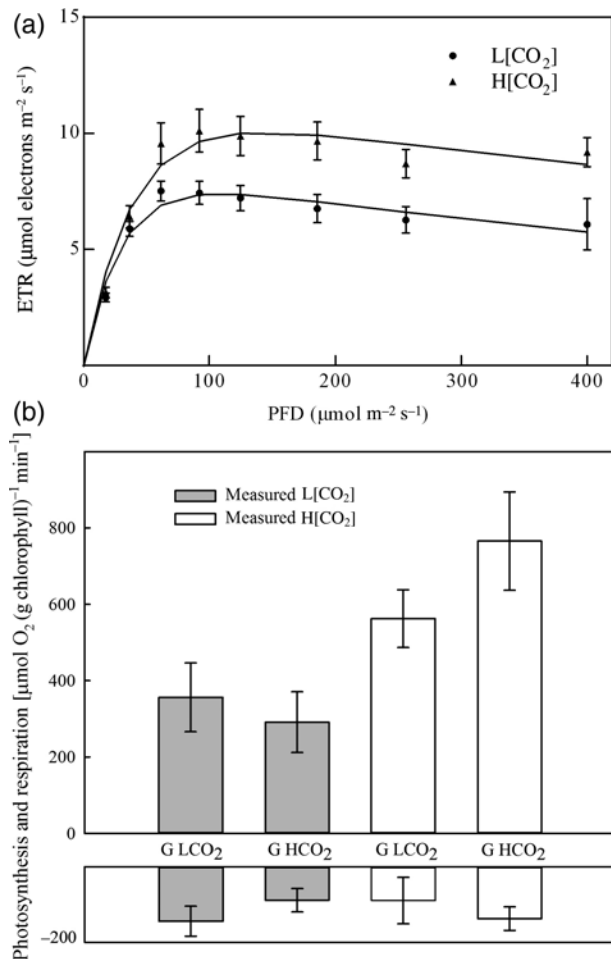 (a)
15
10
5
ETR (μmol electrons m⁻² s⁻¹)
L[CO₂]
H[CO₂]
0
100
200
300
400
PFD (μmol m⁻² s⁻¹)
(b)
Photosynthesis and respiration [μmol O₂ (g chlorophyll)⁻¹ min⁻¹]
Measured L[CO₂]
Measured H[CO₂]
800
600
400
200
0
G LCO₂ G HCO₂ G LCO₂ G HCO₂
−200